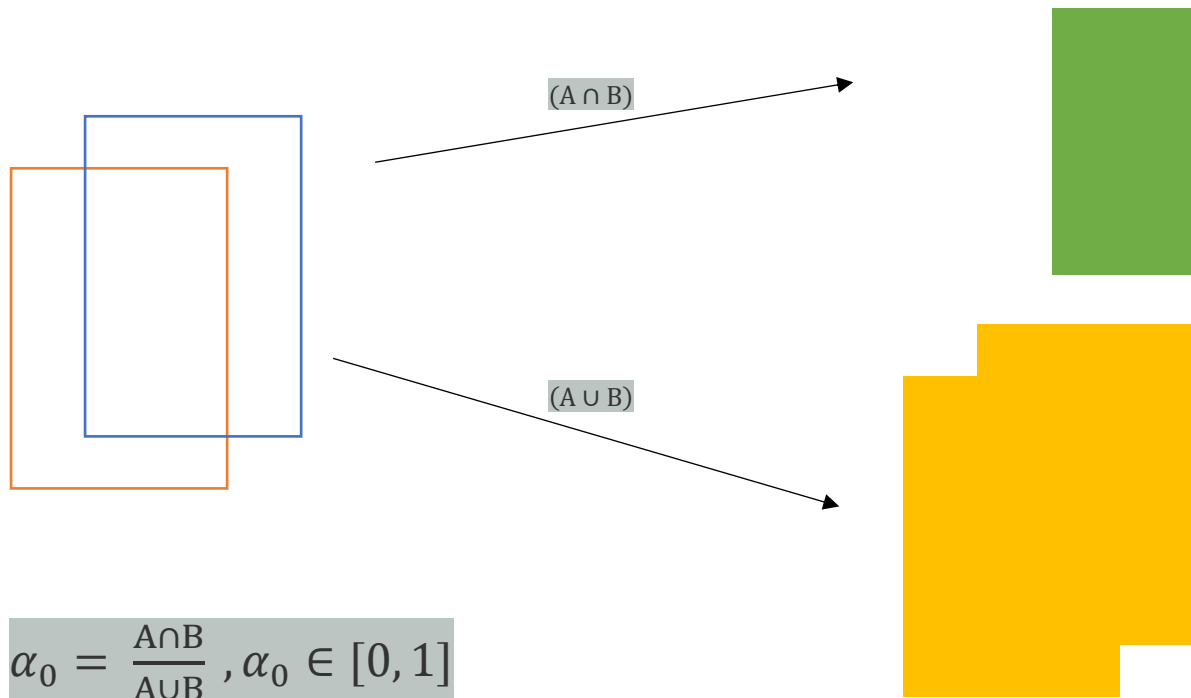 (A ∩ B)
(A ∪ B)
α₀ = A∩B / A∪B , α₀ ∈ [0, 1]